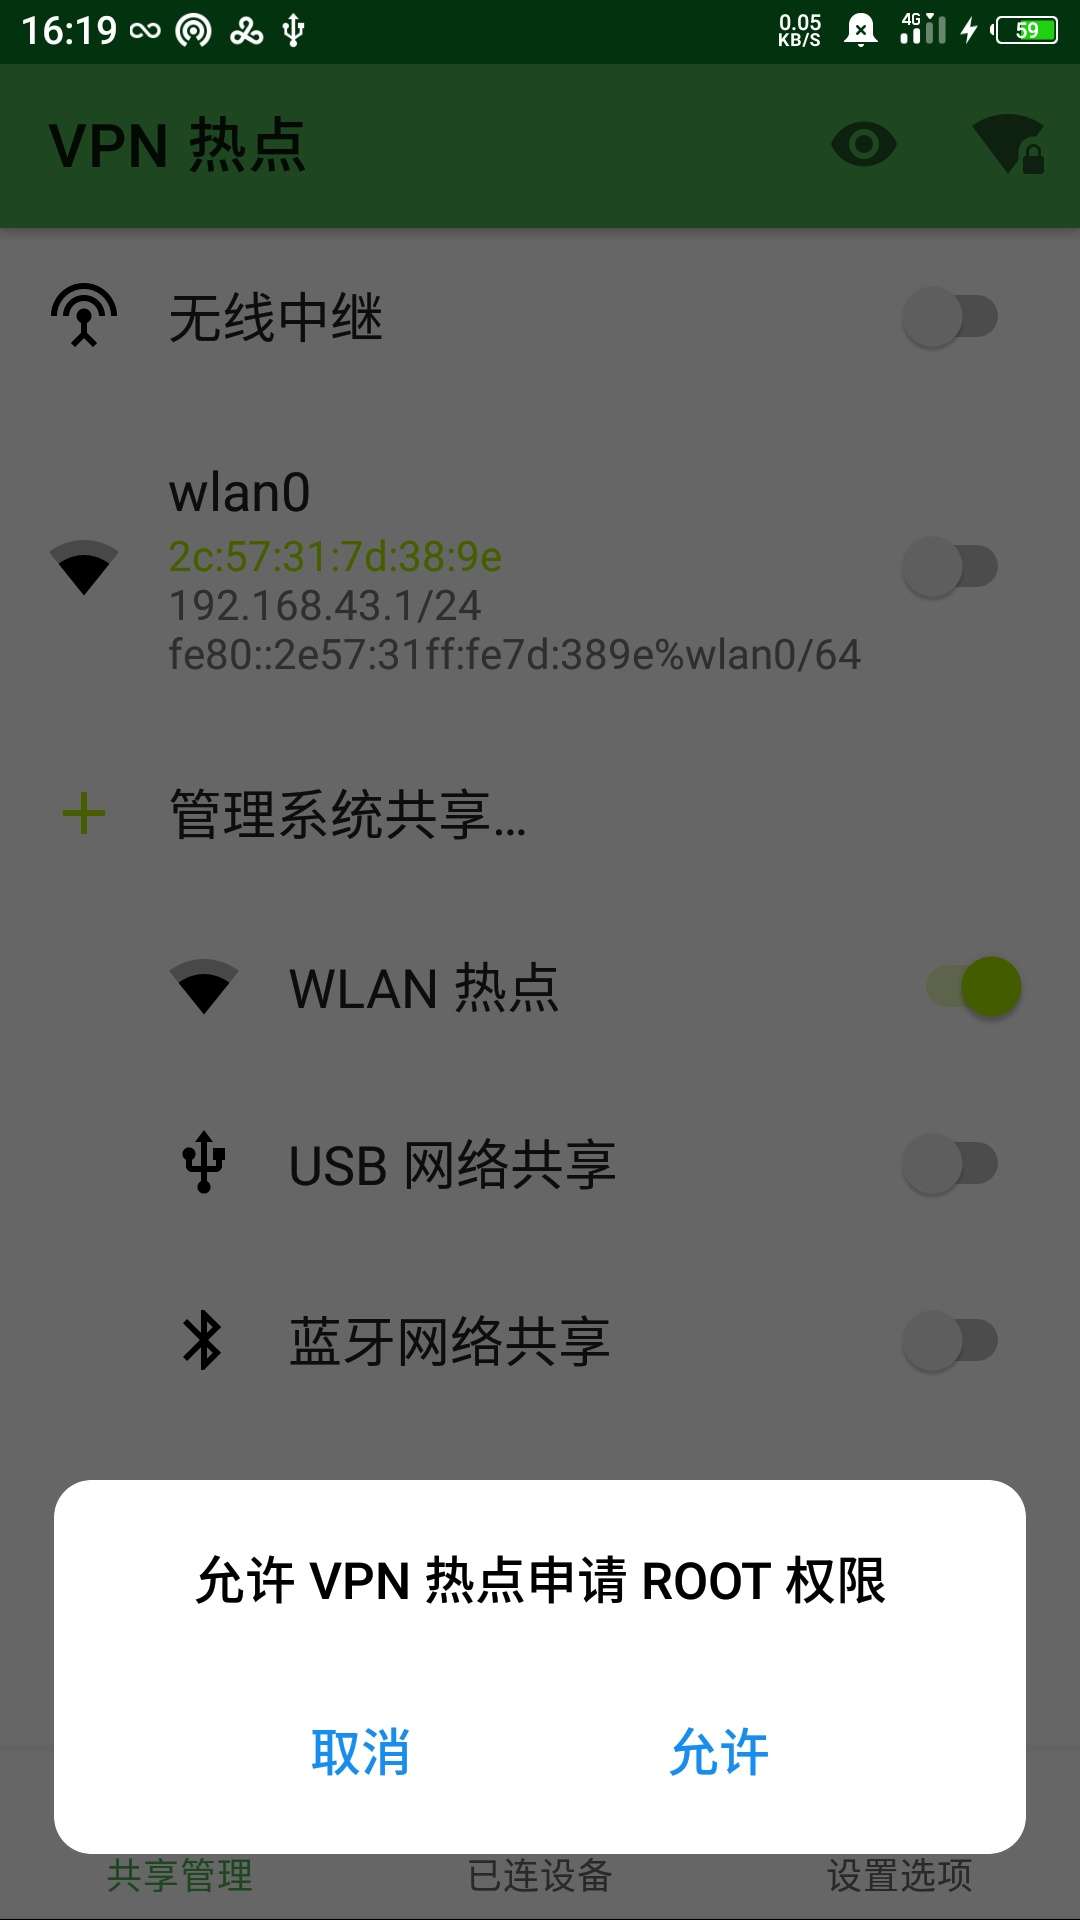 16:19
0.05
KB/S
4G
59
VPN 热点
无线中继
wlan0
2c:57:31:7d:38:9e
192.168.43.1/24
fe80::2e57:31ff:fe7d:389e%wlan0/64
管理系统共享…
WLAN 热点
USB 网络共享
蓝牙网络共享
允许 VPN 热点申请 ROOT 权限
取消
允许
共享管理
已连设备
设置选项